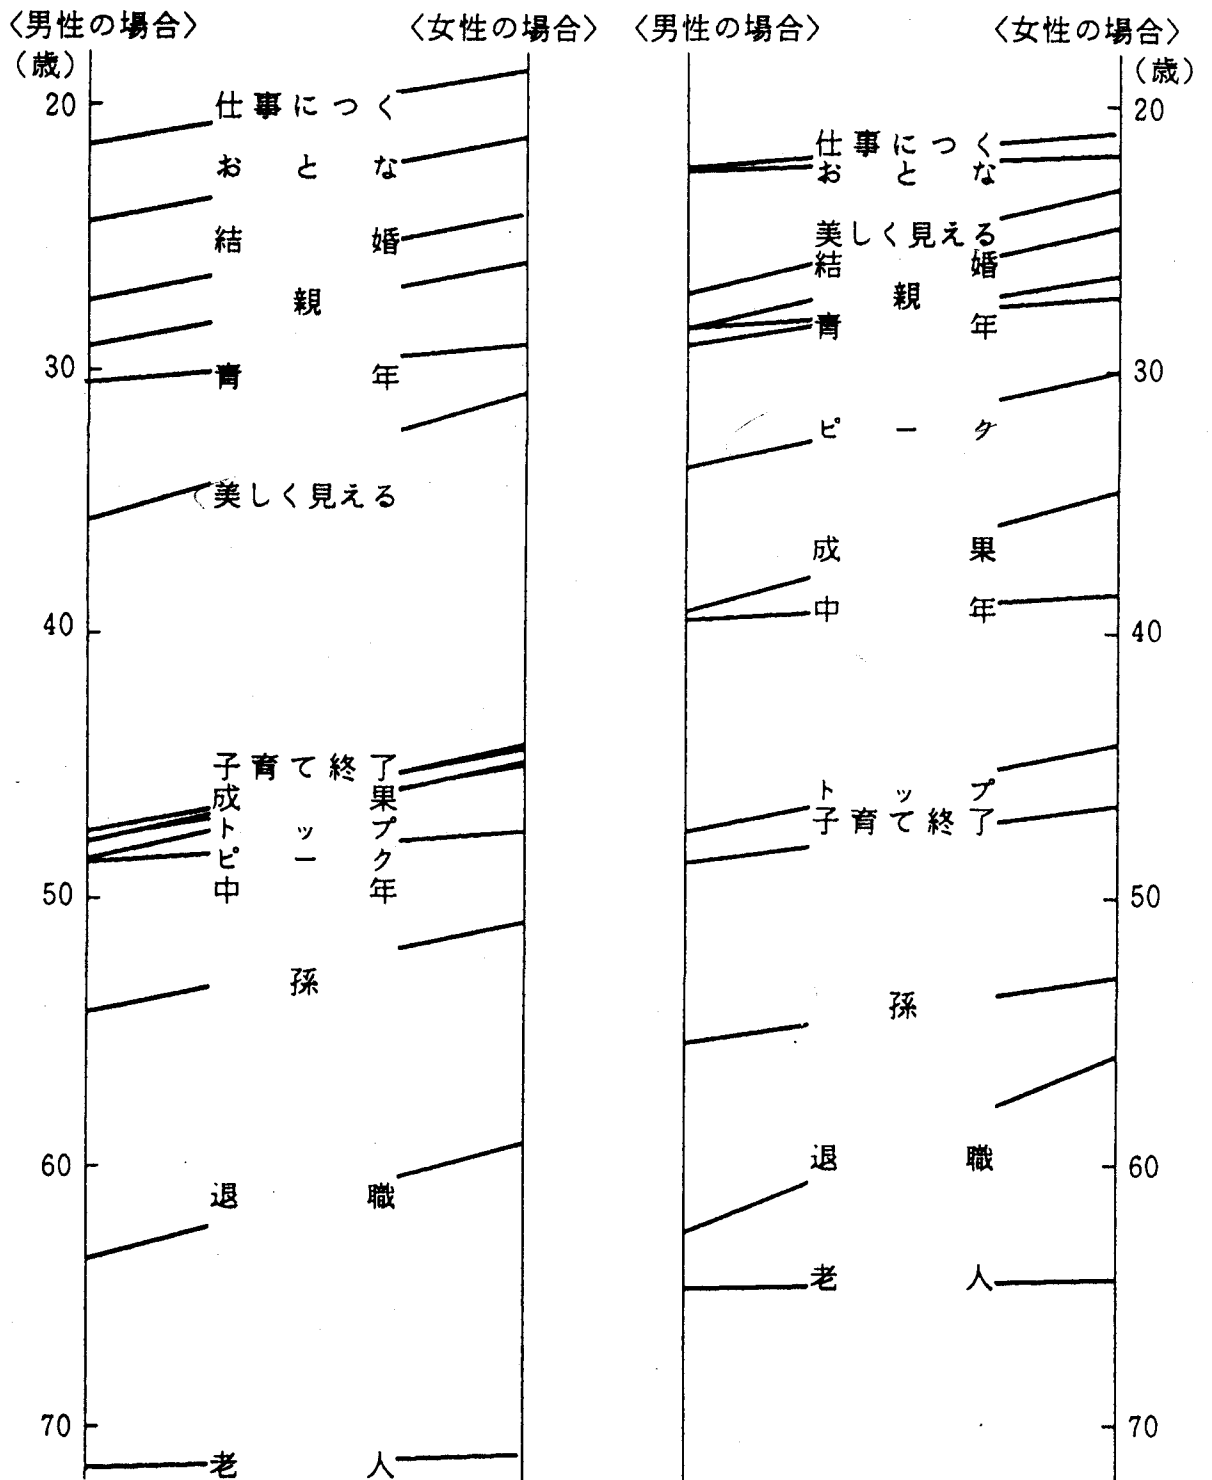 〈男性の場合〉 〈女性の場合〉 〈男性の場合〉 〈女性の場合〉
(歳) (歳)
20 仕事につく
おとな
結婚
親
30 青年
美しく見える
40
子育て終了
成果
トップ
ピーク
中年
50
孫
60
退職
70
老人
20
仕事につく
おとな
美しく見える
結婚
親
青年
30
ピーク
成果
中年
40
トップ
子育て終了
50
孫
退職
60
老人
70